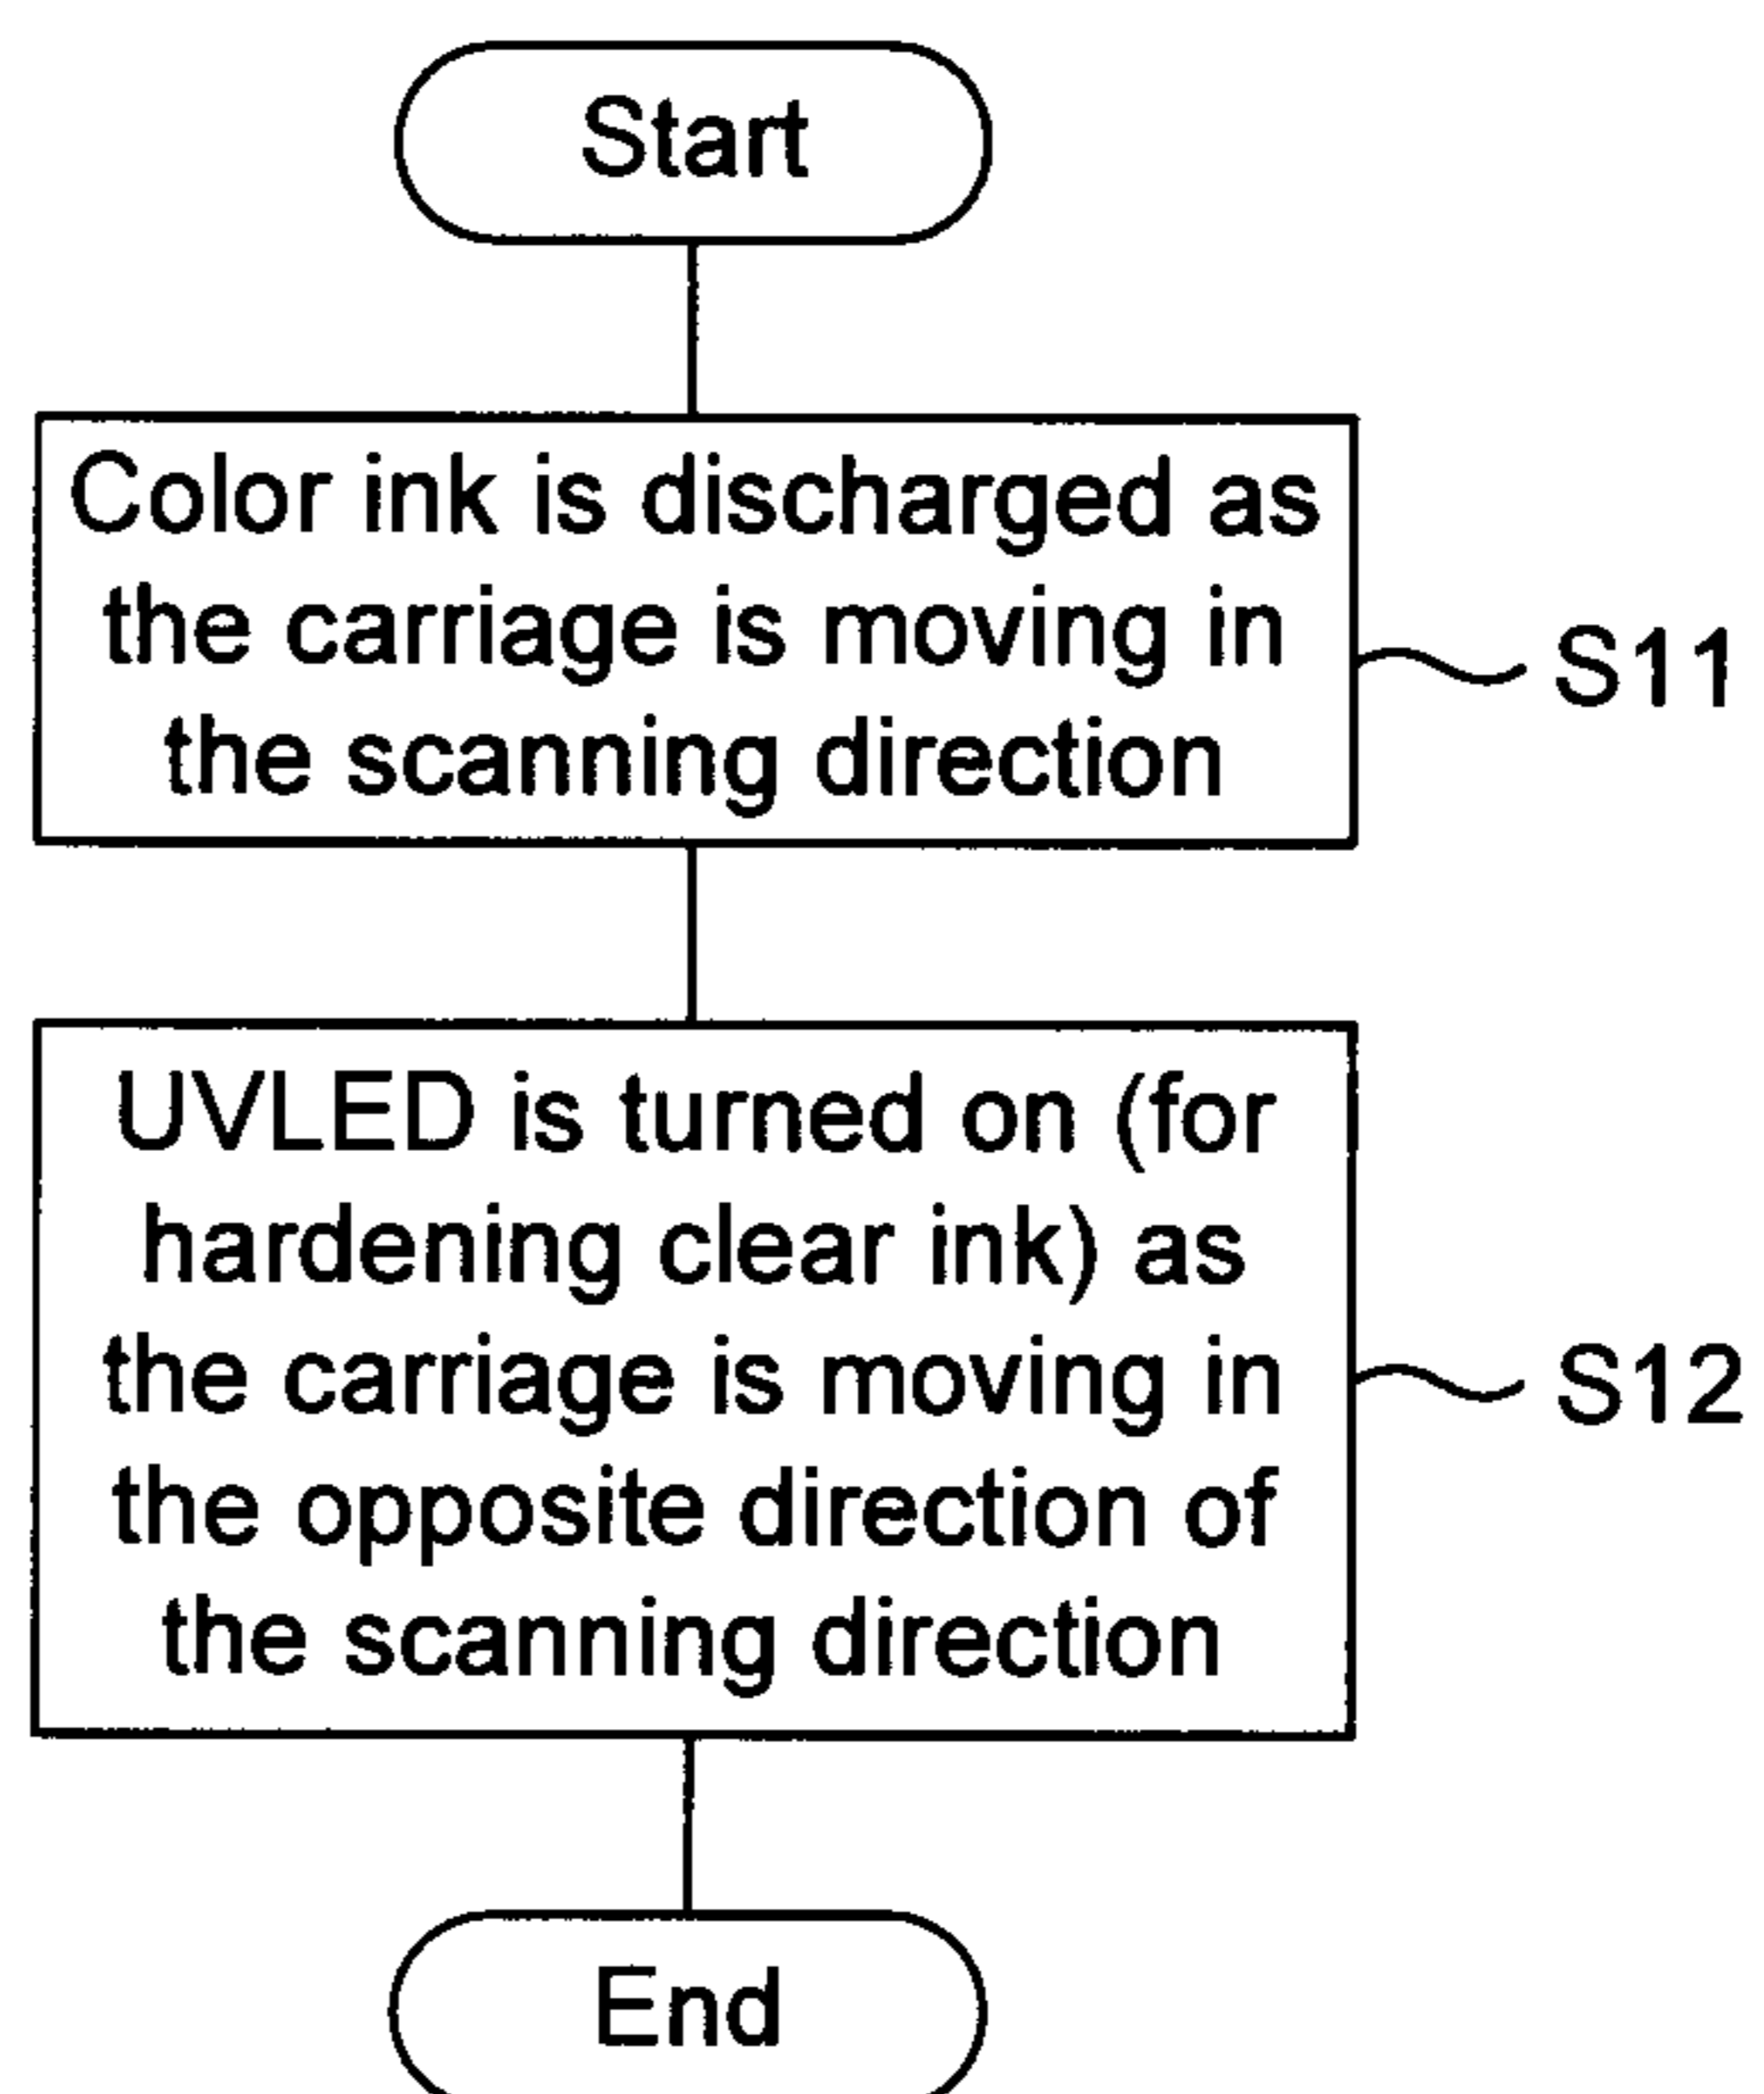 Start
Color ink is discharged as
the carriage is moving in
the scanning direction
S11
UVLED is turned on (for
hardening clear ink) as
the carriage is moving in
the opposite direction of
the scanning direction
S12
End